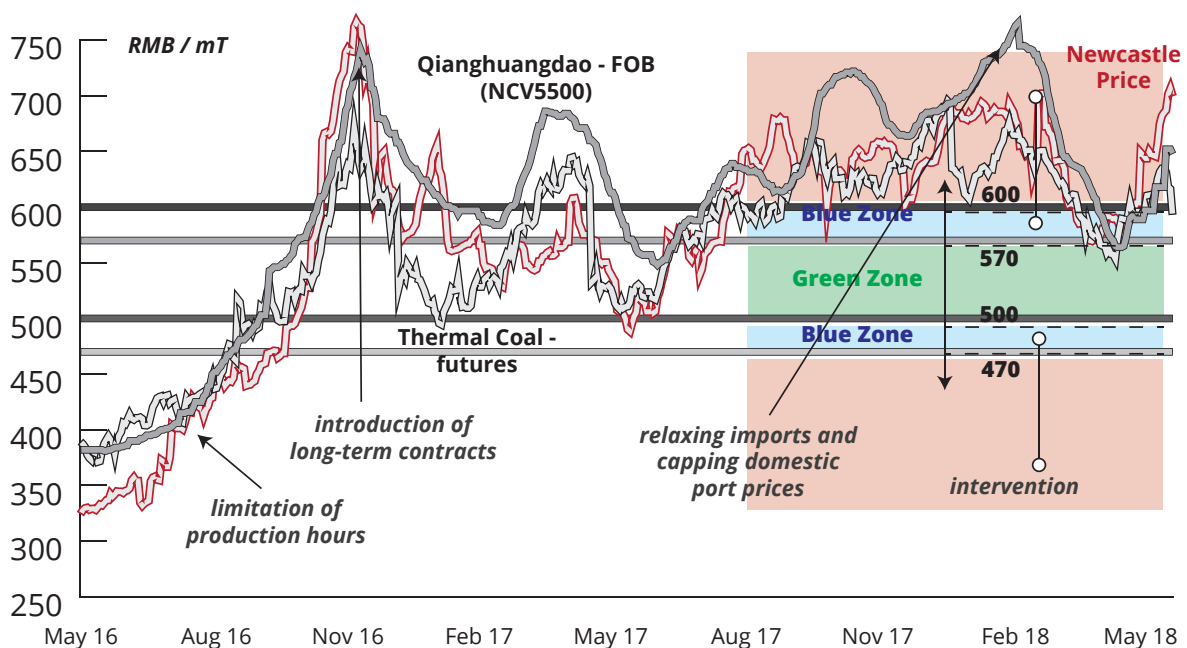 750
RMB / mT
700
650
600
550
500
450
400
350
300
250
Qianghuangdao - FOB
(NCV5500)
Newcastle
Price
600
Blue Zone
570
Green Zone
500
Blue Zone
470
Thermal Coal -
futures
introduction of
long-term contracts
limitation of
production hours
relaxing imports and
capping domestic
port prices
intervention
May 16
Aug 16
Nov 16
Feb 17
May 17
Aug 17
Nov 17
Feb 18
May 18